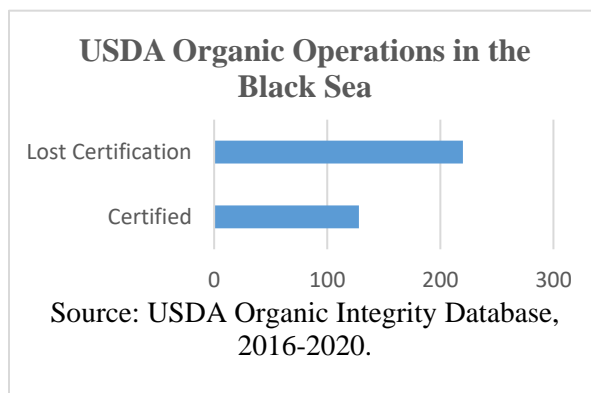 USDA Organic Operations in the
Black Sea
Lost Certification
Certified
0 100 200 300
Source: USDA Organic Integrity Database,
2016-2020.